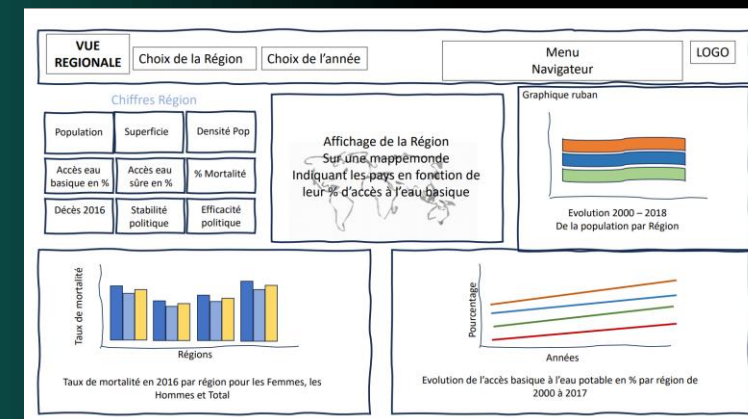 VUE
REGIONALE
Choix de la Région
Choix de l'année
Menu
Navigateur
LOGO
Chiffres Région
Population
Superficie
Densité Pop
Accès eau
basique en %
Accès eau
sûre en %
% Mortalité
Décès 2016
Stabilité
politique
Efficacité
politique
Affichage de la Région
Sur une mappemonde
Indiquant les pays en fonction de
leur % d'accès à l'eau basique
Graphique ruban
Evolution 2000 – 2018
De la population par Région
Taux de mortalité
Régions
Taux de mortalité en 2016 par région pour les Femmes, les
Hommes et Total
Pourcentage
Années
Evolution de l'accès basique à l'eau potable en % par région de
2000 à 2017